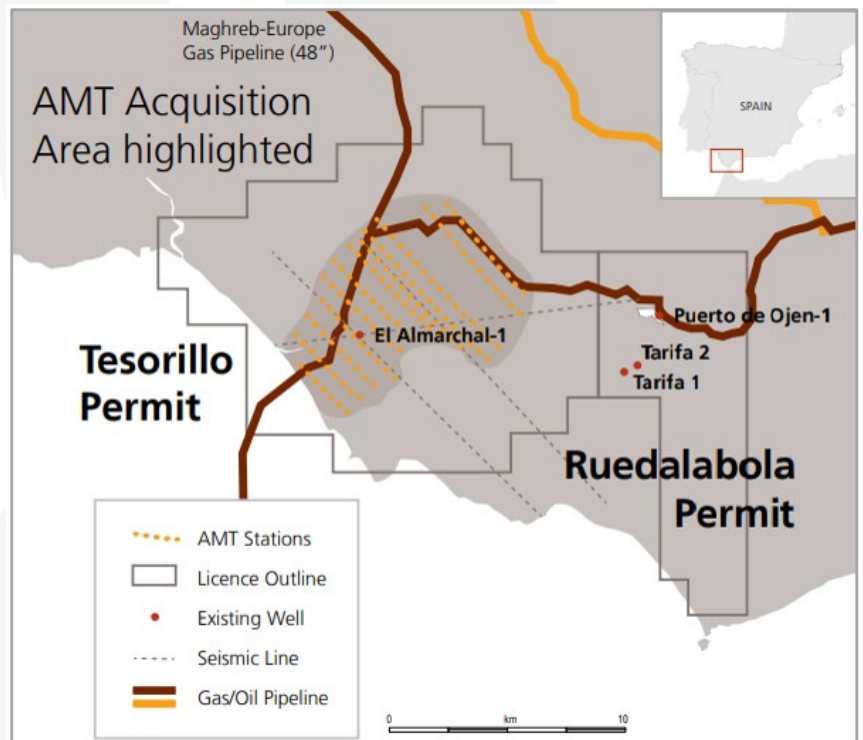 Maghreb-Europe
Gas Pipeline (48”)
AMT Acquisition
Area highlighted
SPAIN
El Almarchal-1
Puerto de Ojen-1
Tarifa 2
Tarifa 1
Tesorillo
Permit
Ruedalabola
Permit
AMT Stations
Licence Outline
Existing Well
Seismic Line
Gas/Oil Pipeline
0 km 10